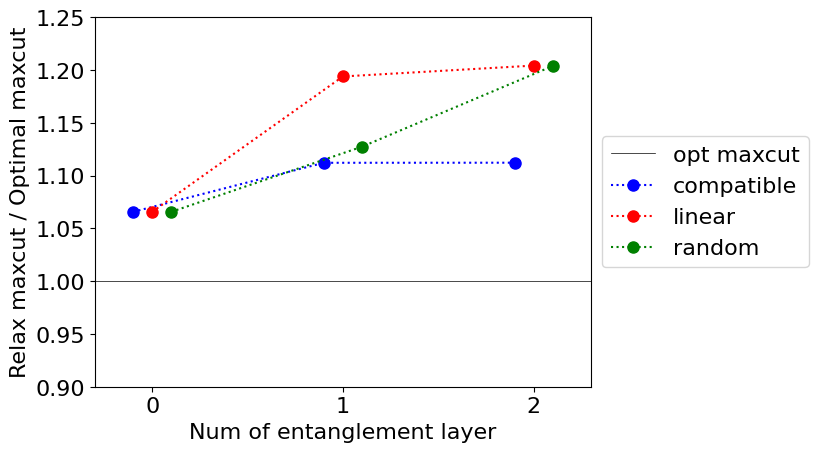 Relax maxcut / Optimal maxcut
1.25
1.20
1.15
1.10
1.05
1.00
0.95
0.90
0
1
2
Num of entanglement layer
opt maxcut
compatible
linear
random